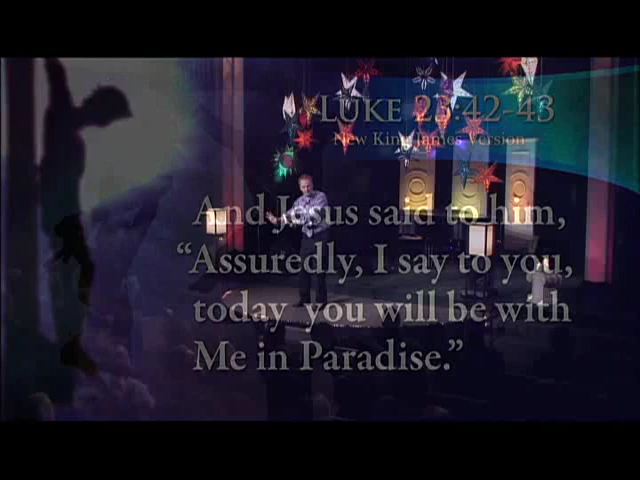 LUKE 23:42-43
New King James Version
And Jesus said to him,
“Assuredly, I say to you,
today you will be with
Me in Paradise.”